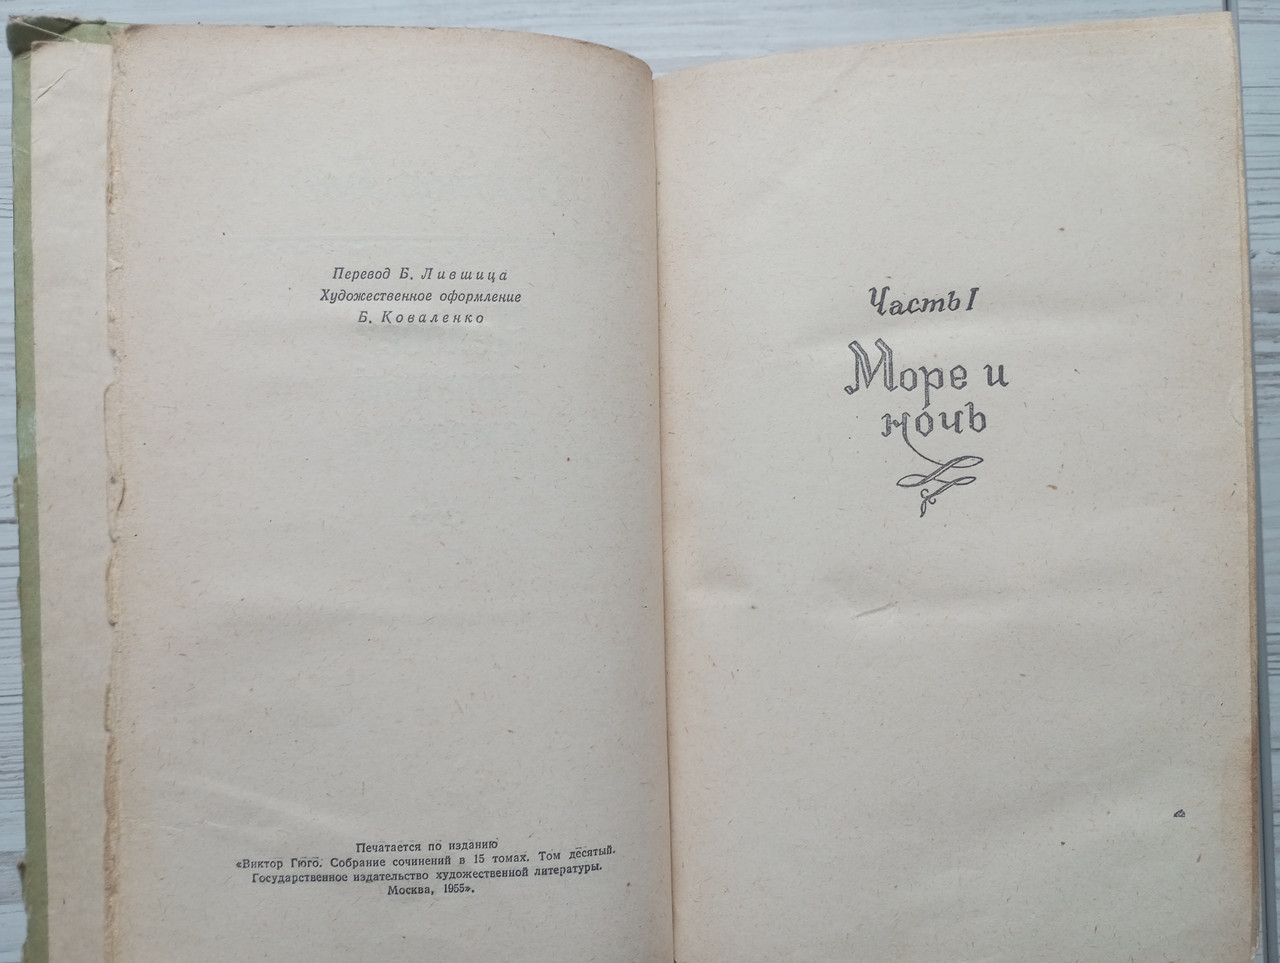 Перевод Б. Лившица
Художественное оформление
Б. Коваленко
Печатается по изданию
«Виктор Гюго. Собрание сочинений в 15 томах. Том десятый.
Государственное издательство художественной литературы.
Москва, 1955».
Часть I
Море и
ночь